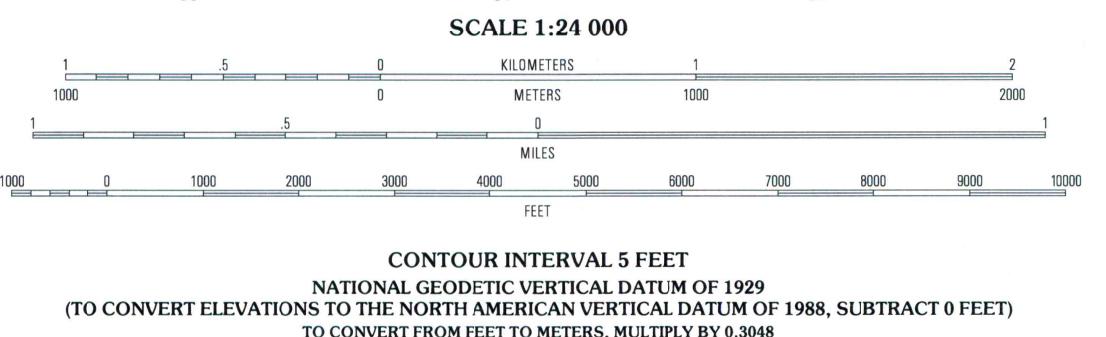 SCALE 1:24 000
1 .5 0 KILOMETERS 1 2
1000 0 METERS 1000 2000
1 .5 0 1
MILES
1000 0 1000 2000 3000 4000 5000 6000 7000 8000 9000 10000
FEET
CONTOUR INTERVAL 5 FEET
NATIONAL GEODETIC VERTICAL DATUM OF 1929
(TO CONVERT ELEVATIONS TO THE NORTH AMERICAN VERTICAL DATUM OF 1988, SUBTRACT 0 FEET)
TO CONVERT FROM FEET TO METERS, MULTIPLY BY 0.3048